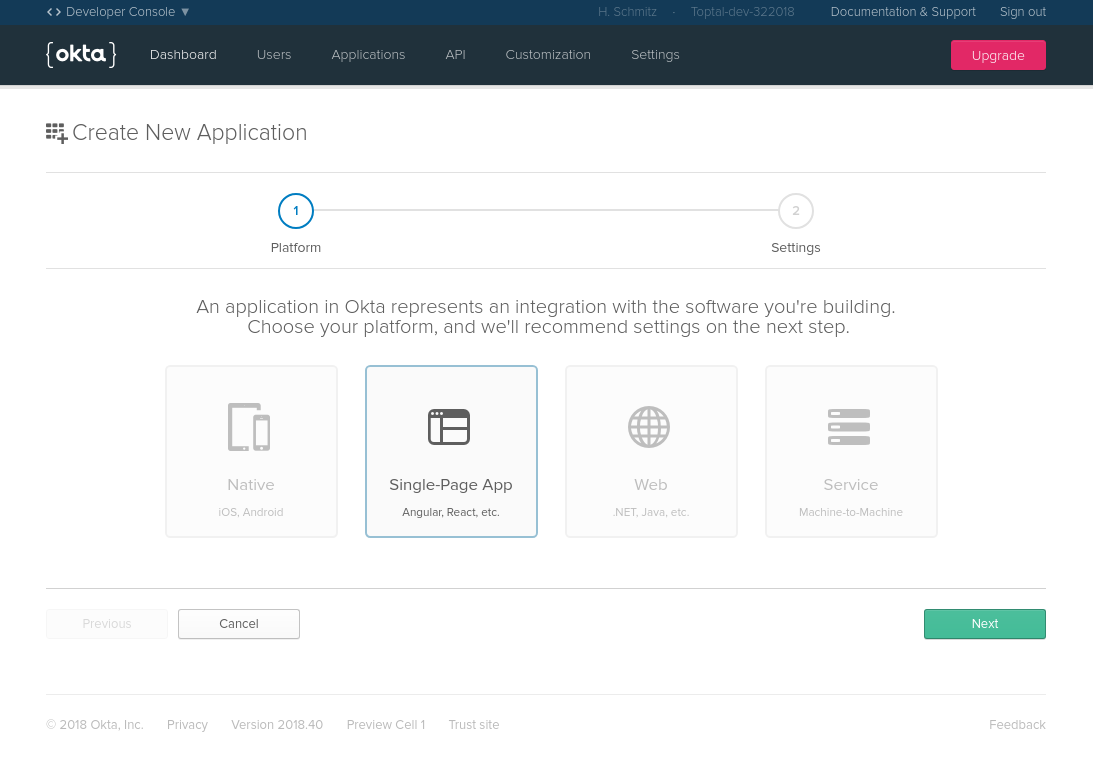 Developer Console ▼ H. Schmitz - Toptal-dev-322018 Documentation & Support Sign out
{okta} Dashboard Users Applications API Customization Settings Upgrade
Create New Application
1 2
Platform Settings
An application in Okta represents an integration with the software you're building.
Choose your platform, and we'll recommend settings on the next step.
Native Single-Page App Web Service
iOS, Android Angular, React, etc. .NET, Java, etc. Machine-to-Machine
Previous Cancel Next
© 2018 Okta, Inc. Privacy Version 2018.40 Preview Cell 1 Trust site Feedback